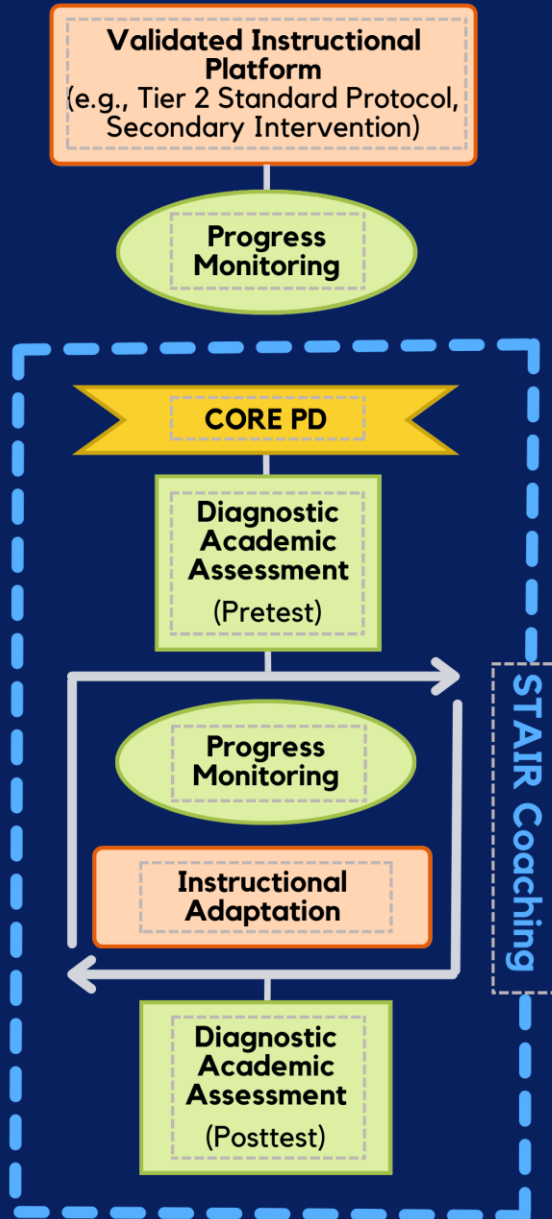 Validated Instructional
Platform
(e.g., Tier 2 Standard Protocol,
Secondary Intervention)
Progress
Monitoring
CORE PD
Diagnostic
Academic
Assessment
(Pretest)
Progress
Monitoring
Instructional
Adaptation
STAIR Coaching
Diagnostic
Academic
Assessment
(Posttest)